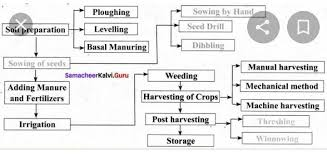 Ploughing
Soil preparation
Levelling
Basal Manuring
Sowing by Hand
Seed Drill
Dibbling
Sowing of seeds
SamacheerKalvi.Guru
Adding Manure
and Fertilizers
Irrigation
Weeding
Harvesting of Crops
Post harvesting
Storage
Manual harvesting
Mechanical method
Machine harvesting
Threshing
Winnowing